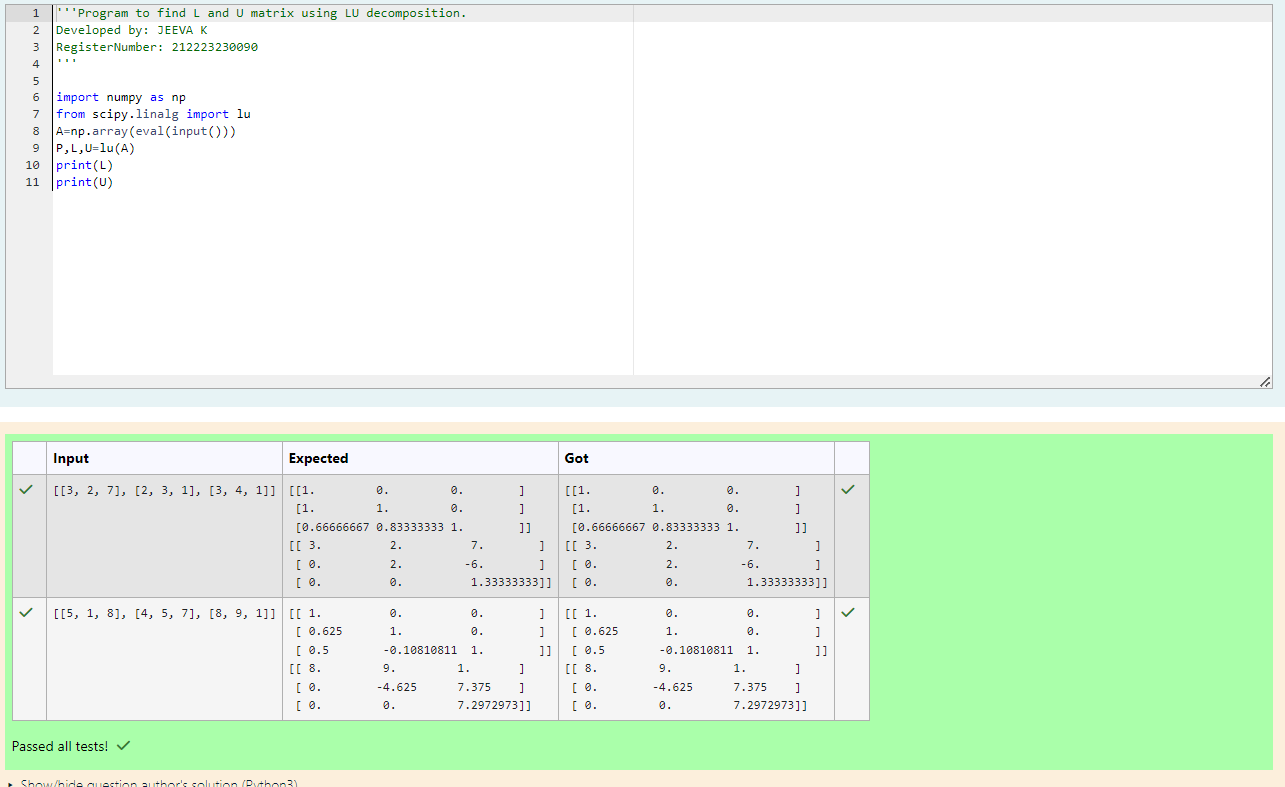 1 '''Program to find L and U matrix using LU decomposition.
2 Developed by: JEEVA K
3 RegisterNumber: 212223230090
4 '''
5
6 import numpy as np
7 from scipy.linalg import lu
8 A=np.array(eval(input()))
9 P,L,U=lu(A)
10 print(L)
11 print(U)
Input Expected Got
[[3, 2, 7], [2, 3, 1], [3, 4, 1]] [[1. 0. 0. ] [[1. 0. 0. ]
[1. 1. 0. ] [1. 1. 0. ]
[0.66666667 0.83333333 1. ]] [0.66666667 0.83333333 1. ]]
[[ 3. 2. 7. ] [[ 3. 2. 7. ]
[ 0. 2. -6. ] [ 0. 2. -6. ]
[ 0. 0. 1.33333333]] [ 0. 0. 1.33333333]]
[[5, 1, 8], [4, 5, 7], [8, 9, 1]] [[ 1. 0. 0. ] [[ 1. 0. 0. ]
[ 0.625 1. 0. ] [ 0.625 1. 0. ]
[ 0.5 -0.10810811 1. ]] [ 0.5 -0.10810811 1. ]]
[[ 8. 9. 1. ] [[ 8. 9. 1. ]
[ 0. -4.625 7.375 ] [ 0. -4.625 7.375 ]
[ 0. 0. 7.2972973]] [ 0. 0. 7.2972973]]
Passed all tests!
Show/hide question author's solution (Python3)